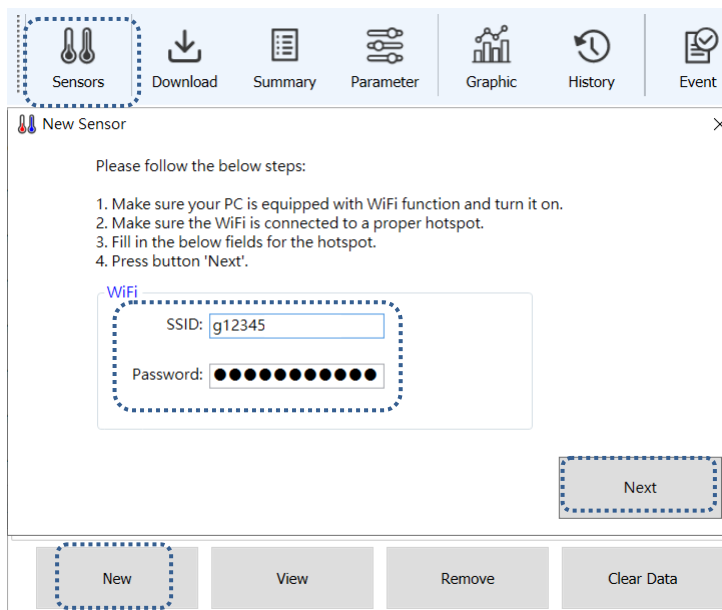 Sensors Download Summary Parameter Graphic History Event
New Sensor
Please follow the below steps:
1. Make sure your PC is equipped with WiFi function and turn it on.
2. Make sure the WiFi is connected to a proper hotspot.
3. Fill in the below fields for the hotspot.
4. Press button 'Next'.
WiFi
SSID: g12345
Password: ●●●●●●●●●●●
Next
New View Remove Clear Data